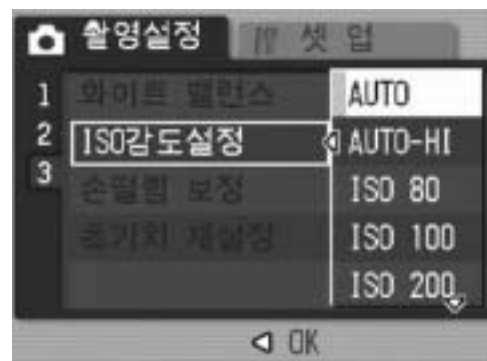 촬영설정 셋 업
1 화이트 밸런스 AUTO
2 ISO감도설정 AUTO-HI
3 손떨림 보정 ISO 80
초기치 재설정 ISO 100
ISO 200
OK